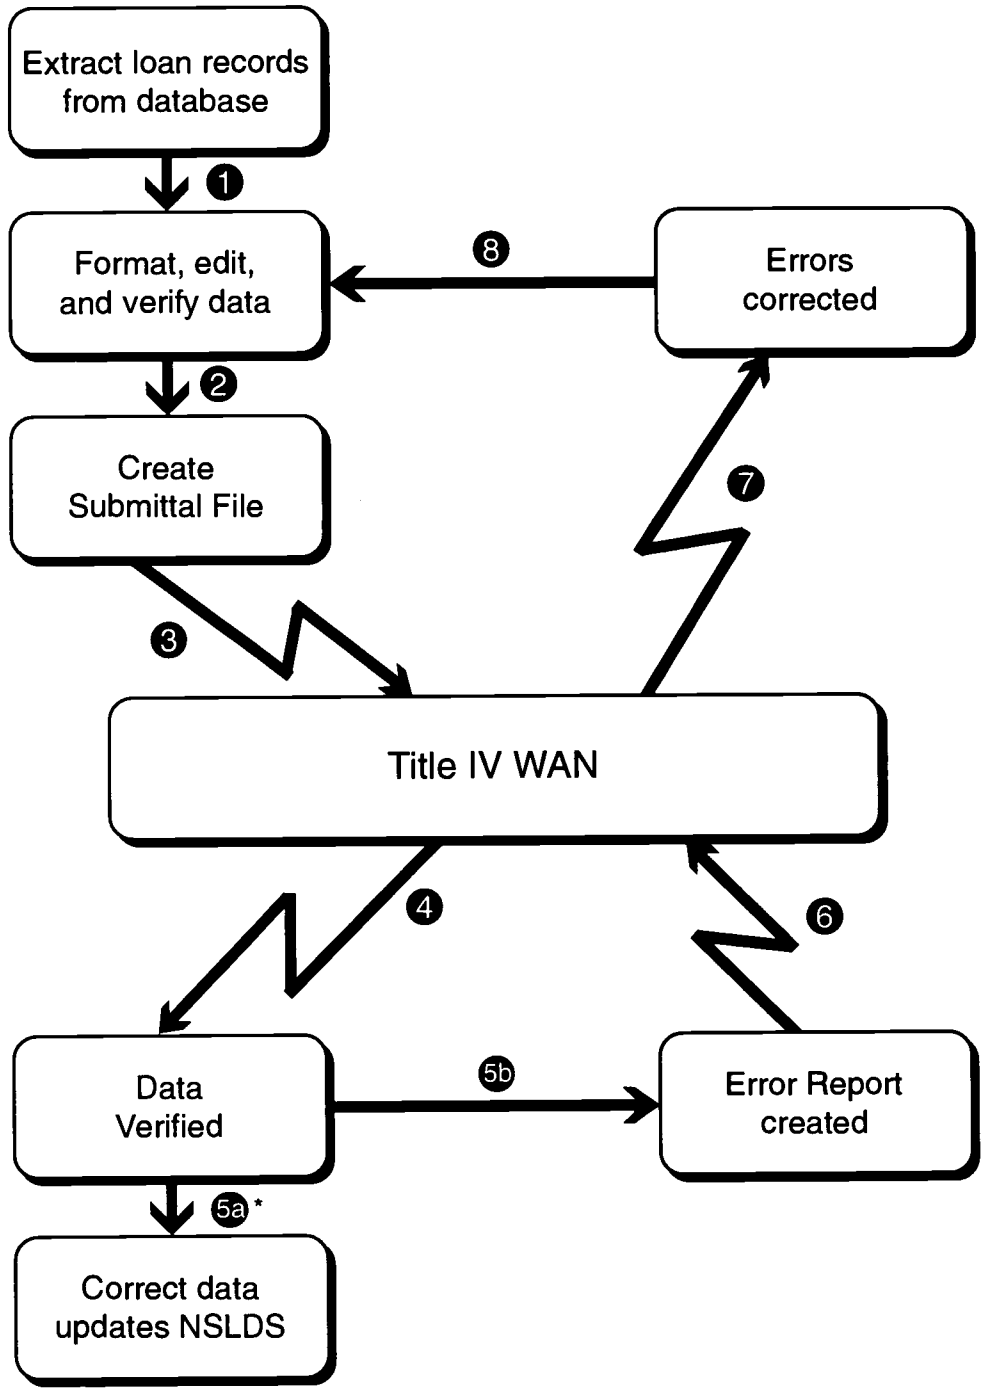 Extract loan records
from database
1
Format, edit,
and verify data
8
Errors
corrected
2
Create
Submittal File
7
3
Title IV WAN
4
6
Data
Verified
5b
Error Report
created
5a *
Correct data
updates NSLDS